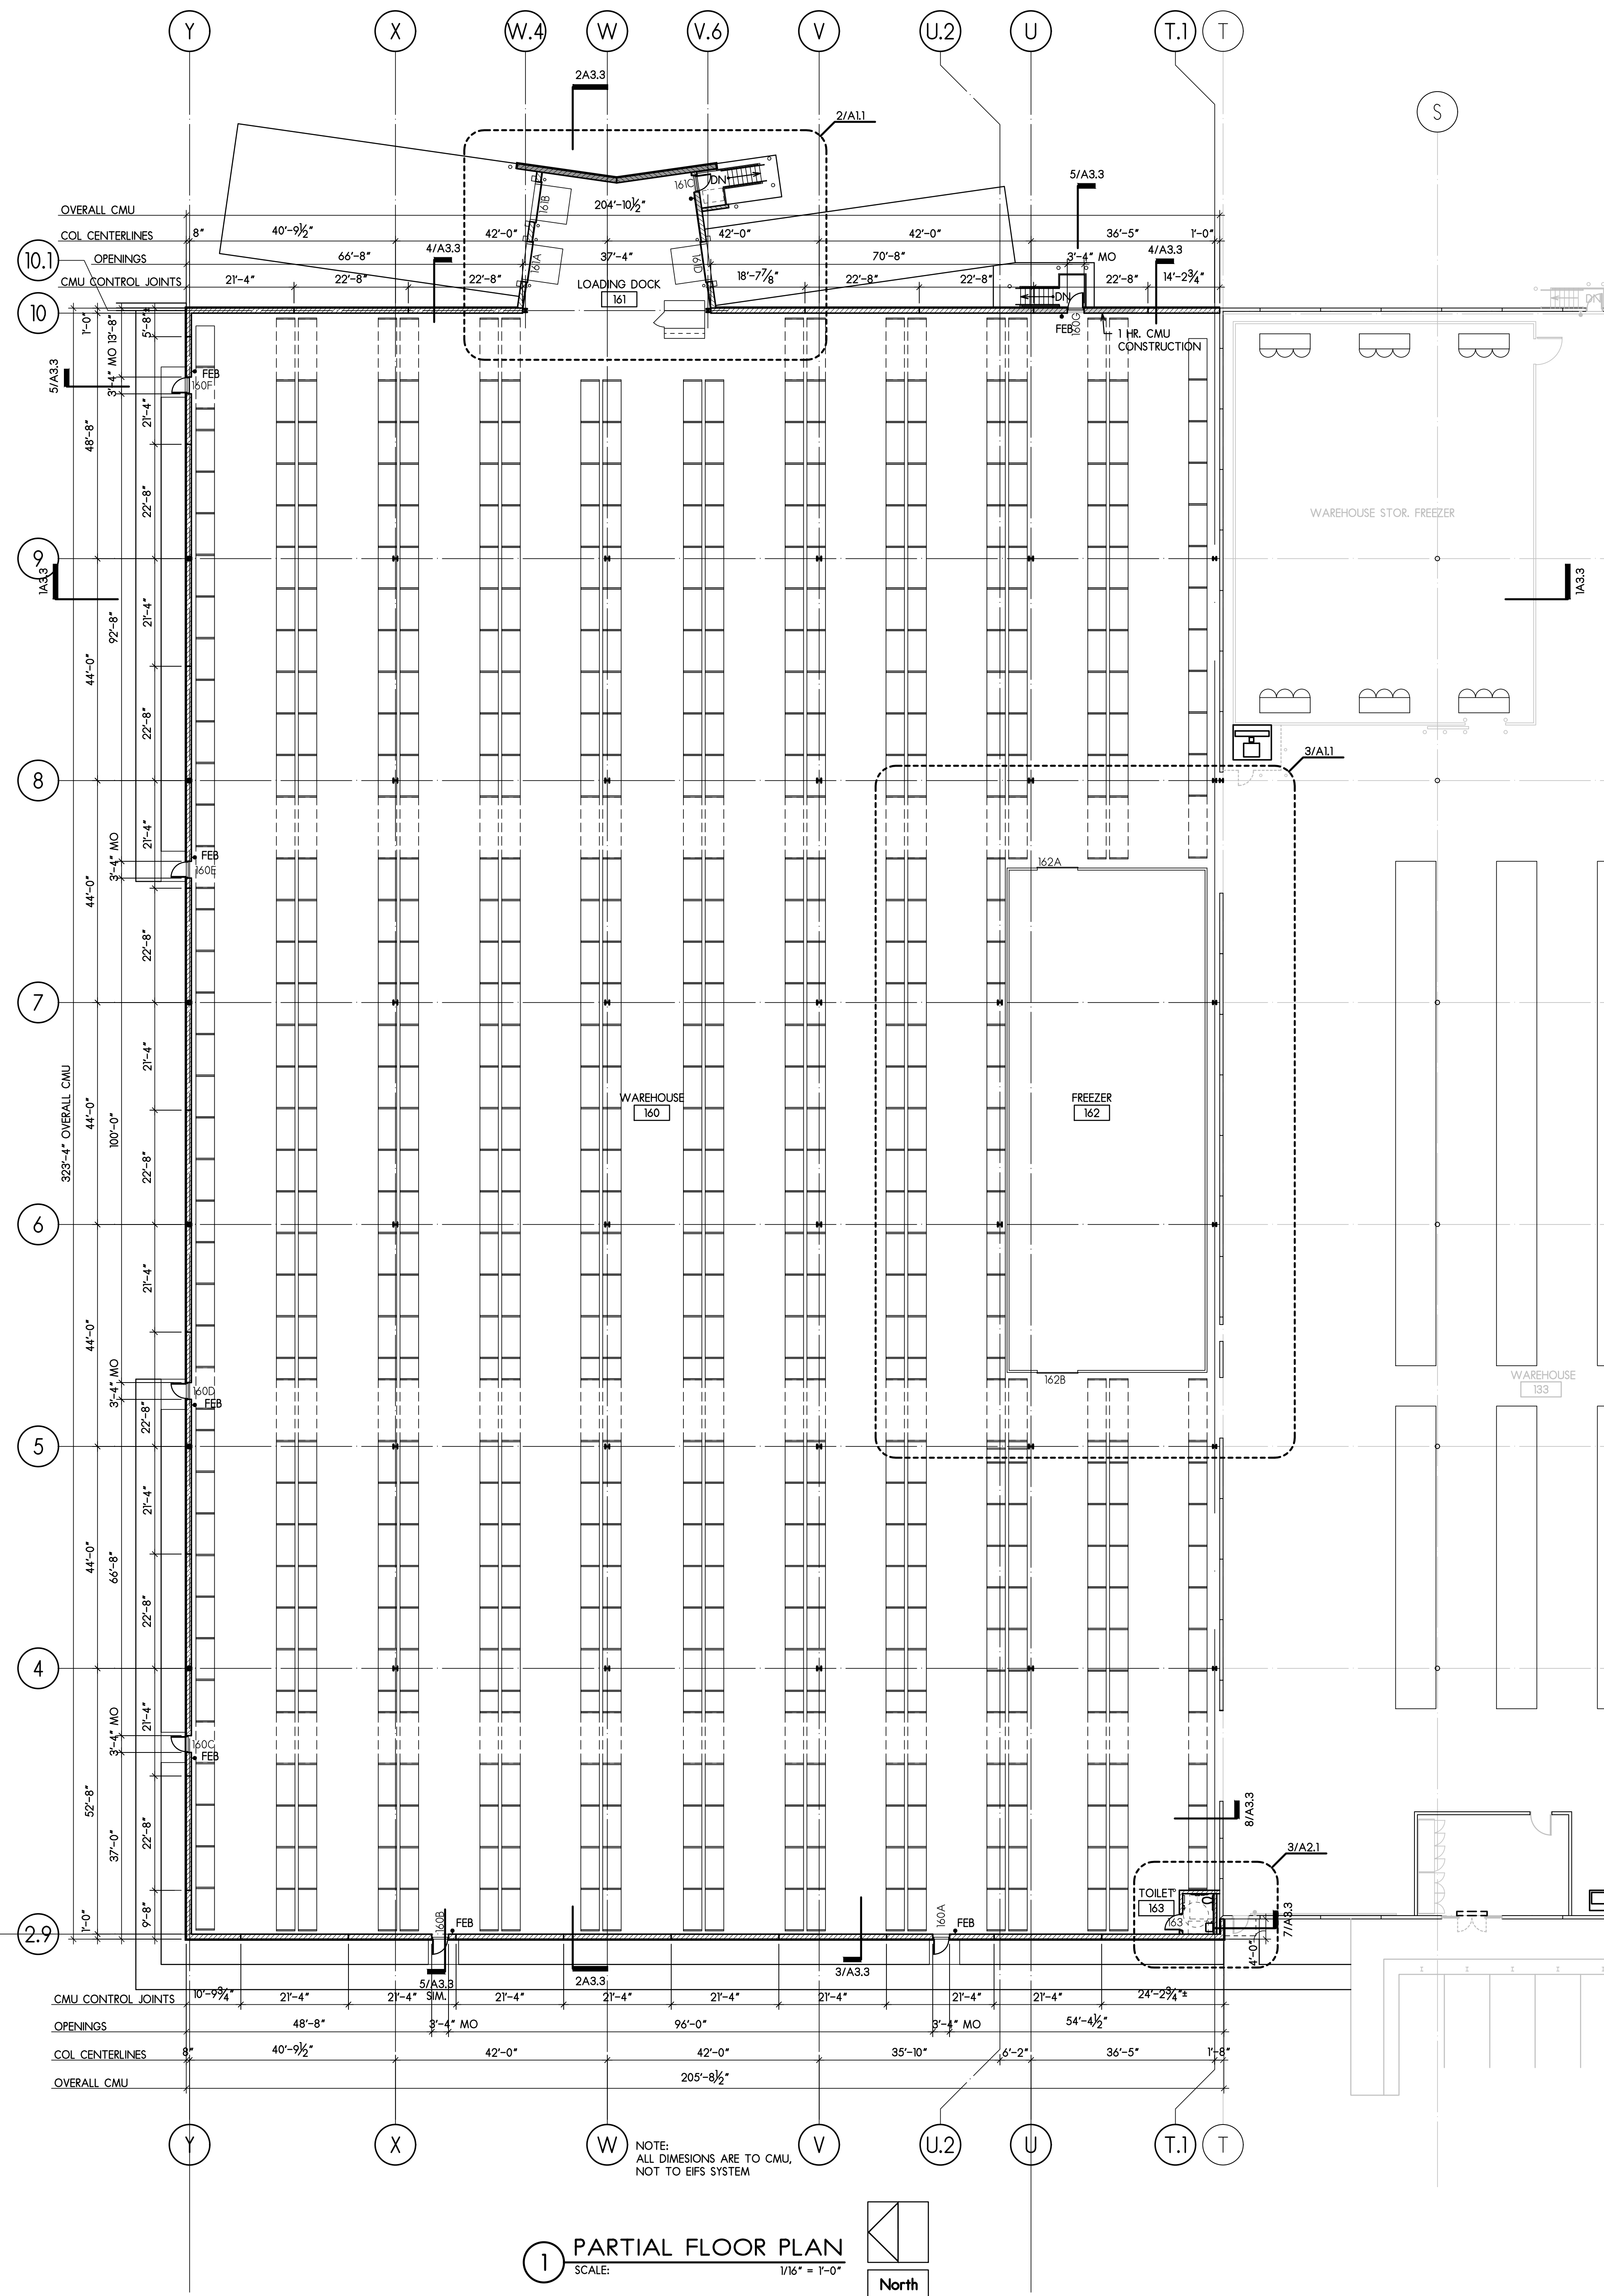 Y X W.4 W V.6 V U.2 U T.1 T
S
2A3.3
2/A1.1
5/A3.3
161C
DN
161B
204'-10½"
OVERALL CMU
COL CENTERLINES
8" 40'-9½" 42'-0" 42'-0" 42'-0" 36'-5" 1'-0"
4/A3.3
4/A3.3
10.1
OPENINGS
66'-8" 37'-4" 70'-8" 3'-4" MO
161A
161D
CMU CONTROL JOINTS
21'-4" 22'-8" 22'-8" 18'-7⅞" 22'-8" 22'-8" 22'-8" 14'-2¾"
LOADING DOCK
161
DN
DN
10
FEB
160G
1 HR. CMU
CONSTRUCTION
1'-0"
13'-8"
5'-8"±
3'-4" MO
5/A3.3
FEB
160F
21'-4"
48'-8"
22'-8"
WAREHOUSE STOR. FREEZER
9
1A3.3
1A3.3
21'-4"
92'-8"
44'-0"
22'-8"
3/A1.1
8
21'-4"
3'-4" MO
FEB
160E
162A
44'-0"
22'-8"
7
21'-4"
323'-4" OVERALL CMU
44'-0"
100'-0"
WAREHOUSE
160
FREEZER
162
22'-8"
6
21'-4"
44'-0"
3'-4" MO
160D
FEB
162B
WAREHOUSE
133
22'-8"
5
21'-4"
44'-0"
66'-8"
22'-8"
4
21'-4"
3'-4" MO
160C
FEB
52'-8"
37'-0"
22'-8"
8/A3.3
3/A2.1
TOILET
163
163
9'-8"
1'-0"
2.9
160B
FEB
160A
FEB
7/A3.3
4'-0"
5/A3.3
SIM.
2A3.3
3/A3.3
CMU CONTROL JOINTS
10'-9¾" 21'-4" 21'-4" 21'-4" 21'-4" 21'-4" 21'-4" 21'-4" 21'-4" 24'-2¾"±
OPENINGS
48'-8" 3'-4" MO 96'-0" 3'-4" MO 54'-4½"
COL CENTERLINES
8" 40'-9½" 42'-0" 42'-0" 35'-10" 6'-2" 36'-5" 1'-8"
OVERALL CMU
205'-8½"
Y X W V U.2 U T.1 T
NOTE:
ALL DIMESIONS ARE TO CMU,
NOT TO EIFS SYSTEM
1 PARTIAL FLOOR PLAN
SCALE: 1/16" = 1'-0"
North